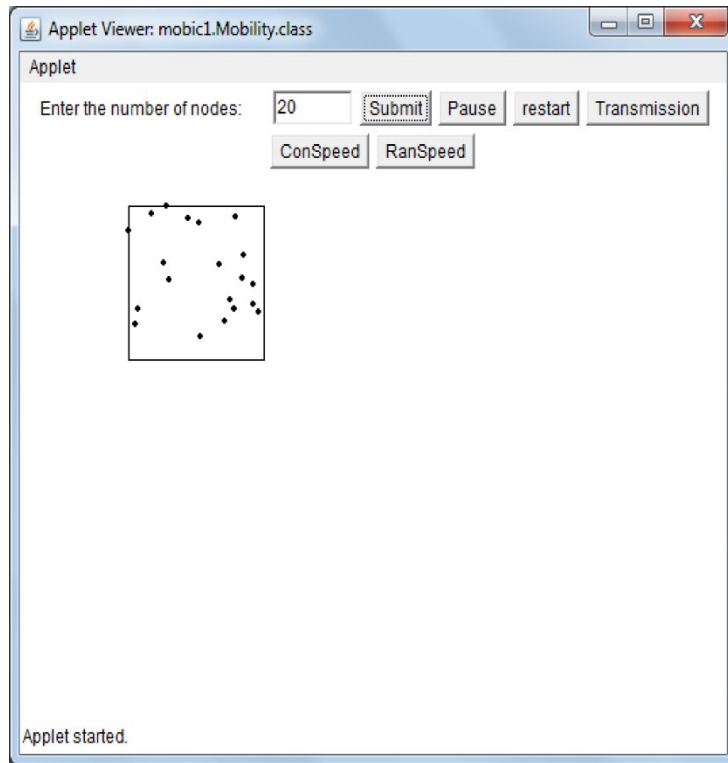 Applet Viewer: mobic1.Mobility.class
Applet
Enter the number of nodes: 20 Submit Pause restart Transmission
ConSpeed RanSpeed
Applet started.